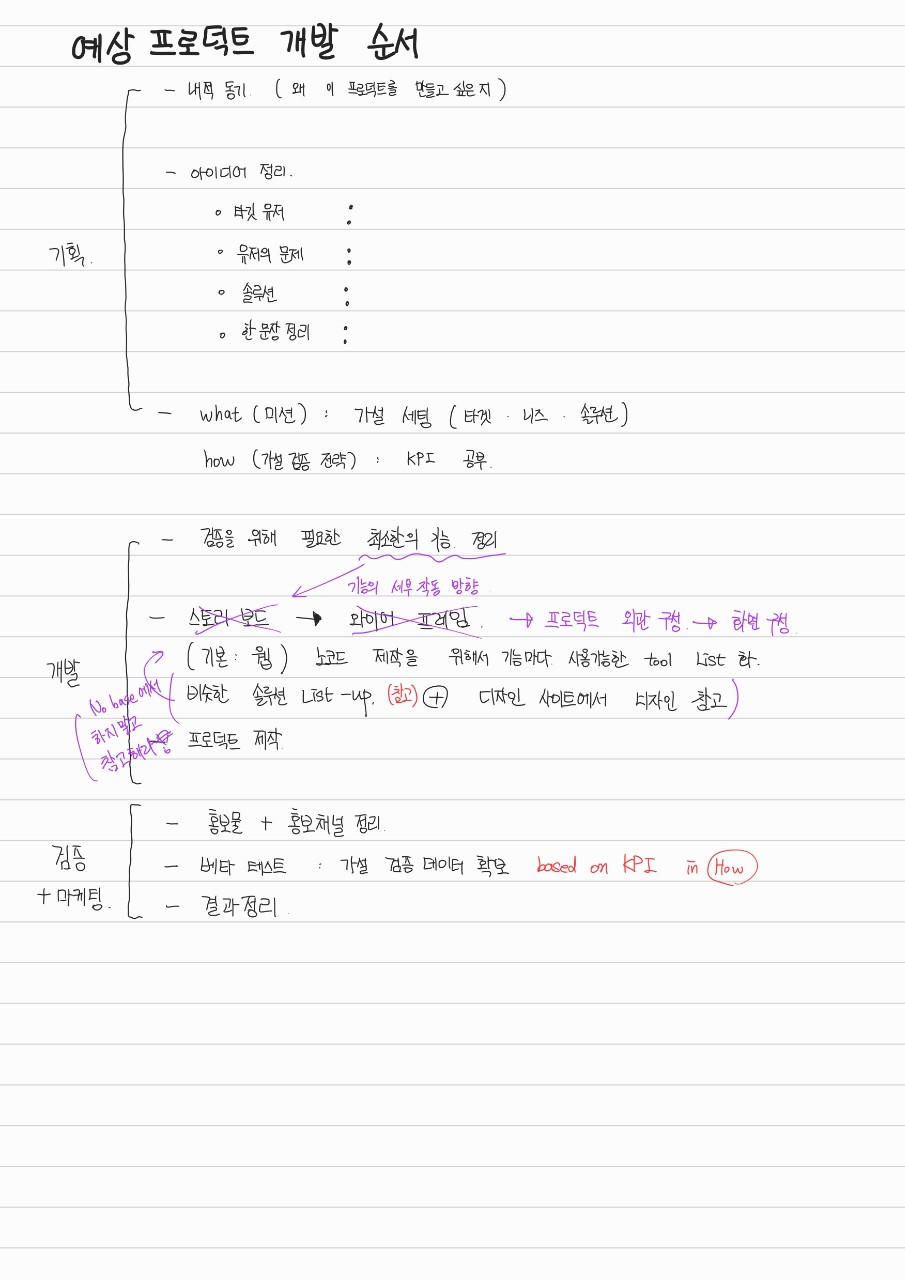 예상 프로덕트 개발 순서
- 내적 동기. (왜 이 프로덕트를 만들고 싶은지)
- 아이디어 정리.
◦ 타깃 유저 :
• 유저의 문제 :
• 솔루션 :
◦ 한 문장 정리 :
기획.
- what (미션) : 가설 세팅 (타겟 · 니즈 · 솔루션)
how (가설 검증 전략) : KPI 공부.
- 검증을 위해 필요한 최소한의 기능. 정리
기능의 세부 작동 방향
- 스토리 보드 → 와이어 프레임. → 프로덕트 외관 구성. → 화면 구성.
(기본 : 웹) 노코드 제작을 위해서 기능마다 사용가능한 tool List 화.
개발
(비슷한 솔루션 List-up. (참고) + 디자인 사이트에서 디자인 참고)
No base에서
하지말고
참고해라
프로덕트 제작.
- 홍보물 + 홍보채널 정리.
검증
+ 마케팅.
- 베타 테스트 : 가설 검증 데이터 확보 based on KPI in How
- 결과정리.